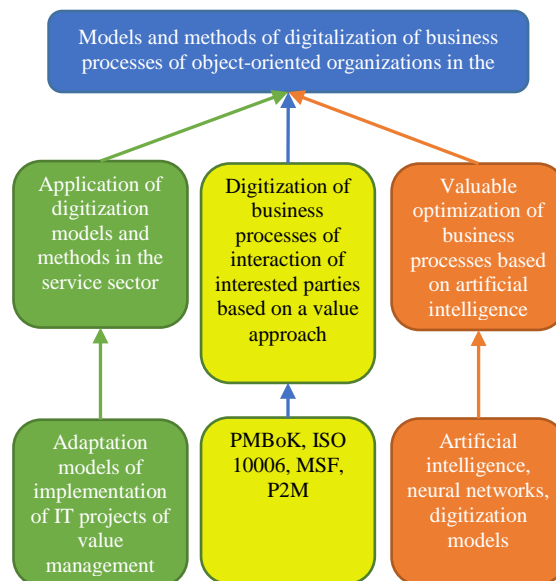 Models and methods of digitalization of business
processes of object-oriented organizations in the
Application of
digitization
models and
methods in the
service sector
Digitization of
business
processes of
interaction of
interested parties
based on a value
approach
Valuable
optimization of
business
processes based
on artificial
intelligence
Adaptation
models of
implementation
of IT projects of
value
management
PMBoK, ISO
10006, MSF,
P2M
Artificial
intelligence,
neural networks,
digitization
models